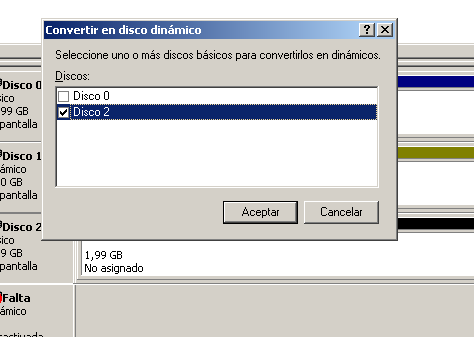 Convertir en disco dinámico
Seleccione uno o más discos básicos para convertirlos en dinámicos.
Discos:
Disco 0
Disco 2
Aceptar
Cancelar
Disco 0
sico
99 GB
pantalla
Disco 1
ámico
0 GB
pantalla
Disco 2
sico
9 GB
pantalla
1,99 GB
No asignado
Falta
ámico